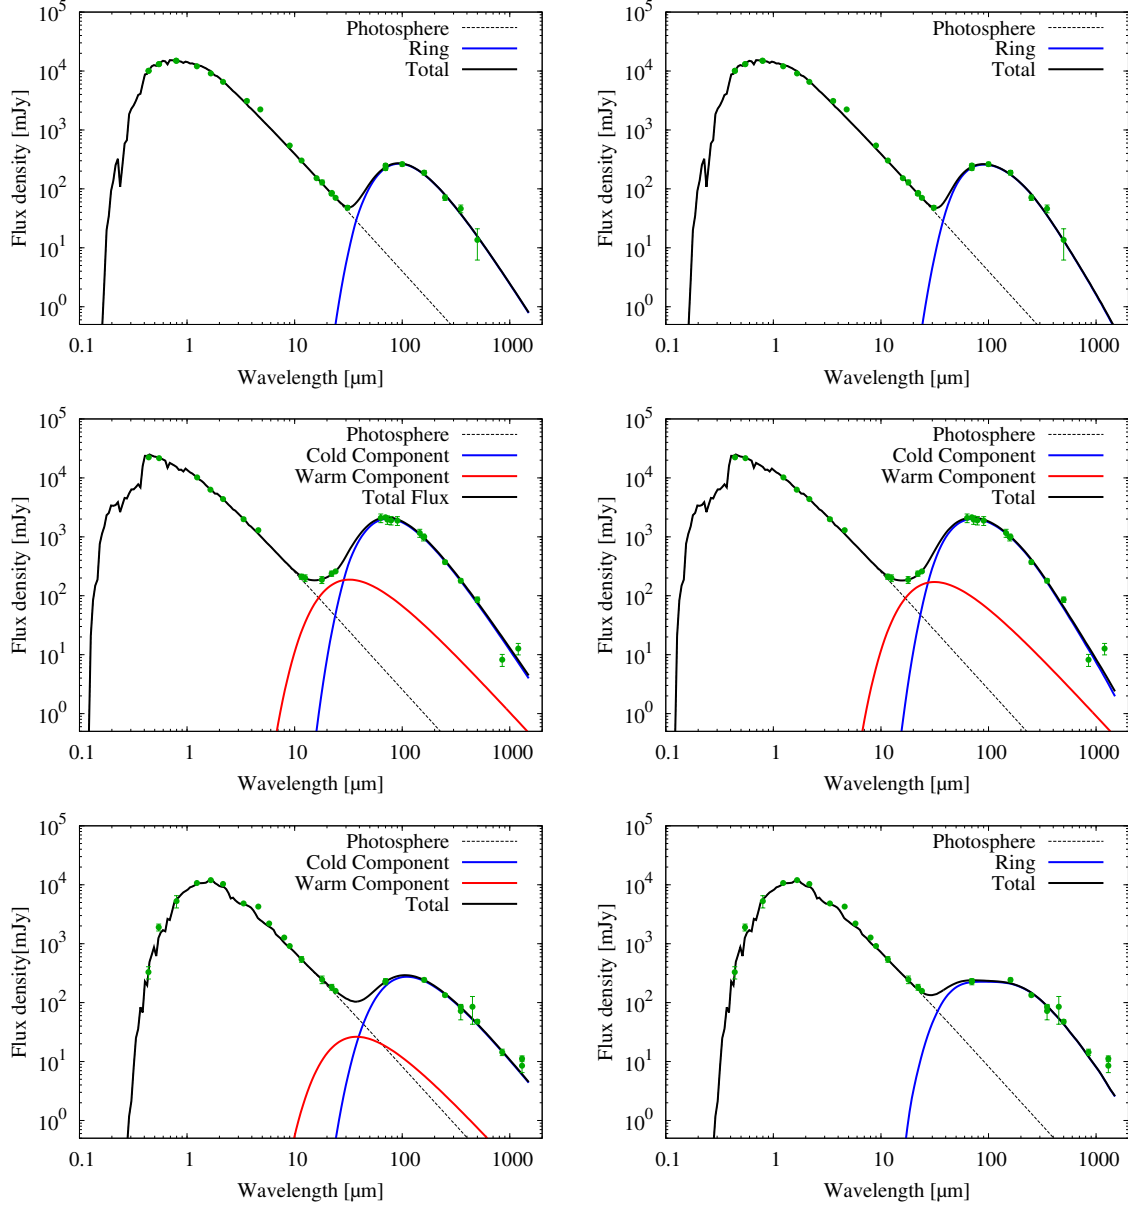 10^5
10^4
10^3
10^2
10^1
10^0
Flux density [mJy]
Photosphere
Ring
Total
0.1 1 10 100 1000
Wavelength [µm]
10^5
10^4
10^3
10^2
10^1
10^0
Flux density [mJy]
Photosphere
Ring
Total
0.1 1 10 100 1000
Wavelength [µm]
10^5
10^4
10^3
10^2
10^1
10^0
Flux density [mJy]
Photosphere
Cold Component
Warm Component
Total Flux
0.1 1 10 100 1000
Wavelength [µm]
10^5
10^4
10^3
10^2
10^1
10^0
Flux density [mJy]
Photosphere
Cold Component
Warm Component
Total
0.1 1 10 100 1000
Wavelength [µm]
10^5
10^4
10^3
10^2
10^1
10^0
Flux density[mJy]
Photosphere
Cold Component
Warm Component
Total
0.1 1 10 100 1000
Wavelength [µm]
10^5
10^4
10^3
10^2
10^1
10^0
Flux density [mJy]
Photosphere
Ring
Total
0.1 1 10 100 1000
Wavelength [µm]